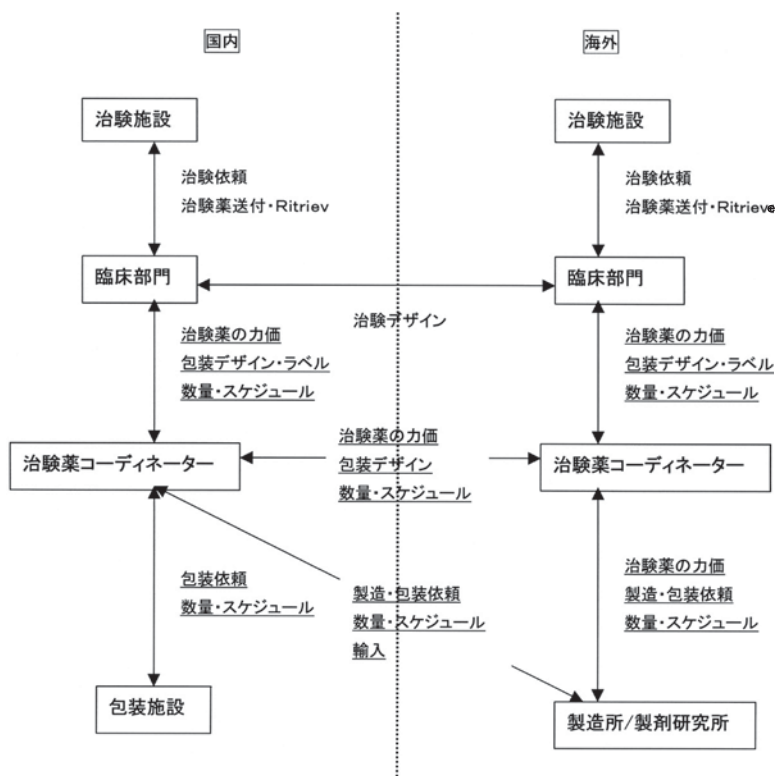 国内
海外
治験施設
治験施設
治験依頼
治験薬送付・Ritriev
治験依頼
治験薬送付・Ritrieve
臨床部門
臨床部門
治験デザイン
治験薬の力価
包装デザイン・ラベル
数量・スケジュール
治験薬の力価
包装デザイン・ラベル
数量・スケジュール
治験薬コーディネーター
治験薬の力価
包装デザイン
数量・スケジュール
治験薬コーディネーター
包装依頼
数量・スケジュール
製造・包装依頼
数量・スケジュール
輸入
治験薬の力価
製造・包装依頼
数量・スケジュール
包装施設
製造所/製剤研究所